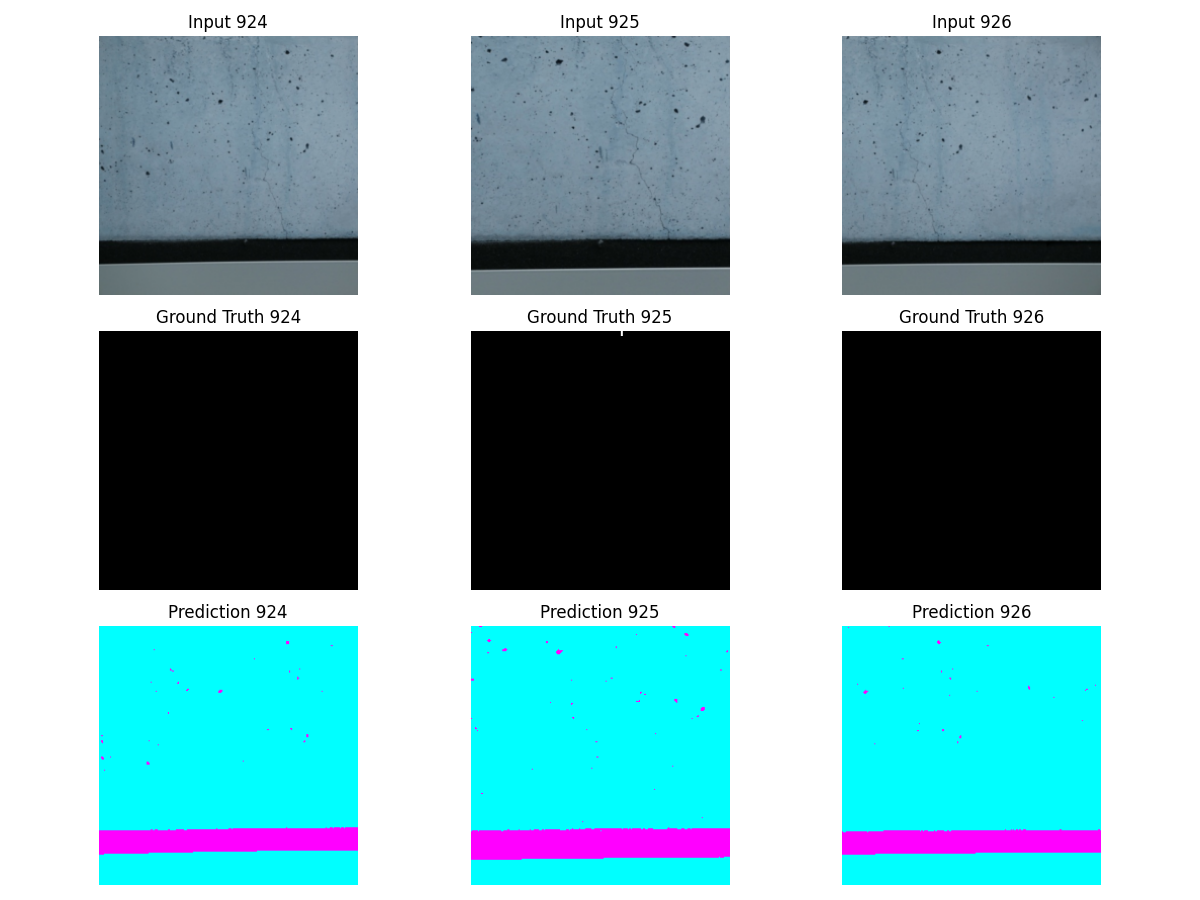 Input 924
Input 925
Input 926
Ground Truth 924
Ground Truth 925
Ground Truth 926
Prediction 924
Prediction 925
Prediction 926